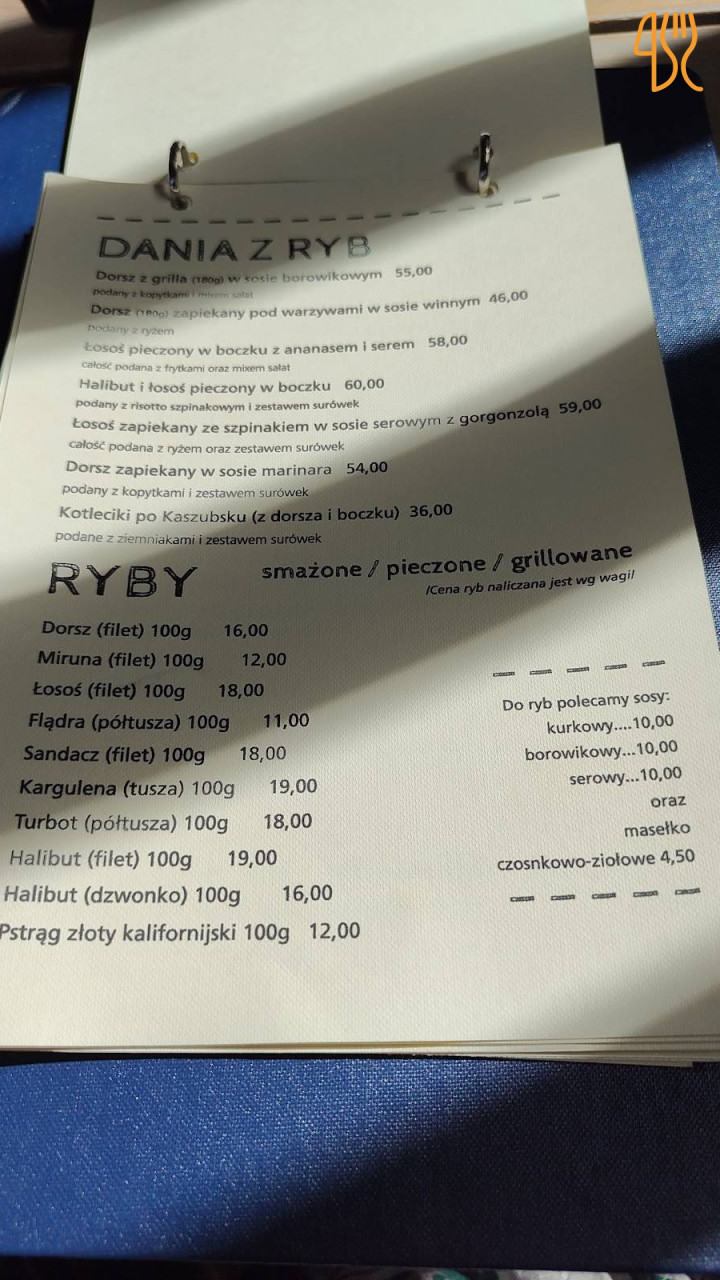 DANIA Z RYB
Dorsz z grilla (180g) w sosie borowikowym 55,00
podany z kopytkami i mixem sałat
Dorsz (180g) zapiekany pod warzywami w sosie winnym 46,00
podany z ryżem
Łosoś pieczony w boczku z ananasem i serem 58,00
całość podana z frytkami oraz mixem sałat
Halibut i łosoś pieczony w boczku 60,00
podany z risotto szpinakowym i zestawem surówek
Łosoś zapiekany ze szpinakiem w sosie serowym z gorgonzolą 59,00
całość podana z ryżem oraz zestawem surówek
Dorsz zapiekany w sosie marinara 54,00
podany z kopytkami i zestawem surówek
Kotleciki po Kaszubsku (z dorsza i boczku) 36,00
podane z ziemniakami i zestawem surówek
RYBY smażone / pieczone / grillowane
/Cena ryb naliczana jest wg wagi/
Dorsz (filet) 100g 16,00
Miruna (filet) 100g 12,00
Łosoś (filet) 100g 18,00
Flądra (półtusza) 100g 11,00
Sandacz (filet) 100g 18,00
Kargulena (tusza) 100g 19,00
Turbot (półtusza) 100g 18,00
Halibut (filet) 100g 19,00
Halibut (dzwonko) 100g 16,00
Pstrąg złoty kalifornijski 100g 12,00
Do ryb polecamy sosy:
kurkowy....10,00
borowikowy...10,00
serowy...10,00
oraz
masełko
czosnkowo-ziołowe 4,50